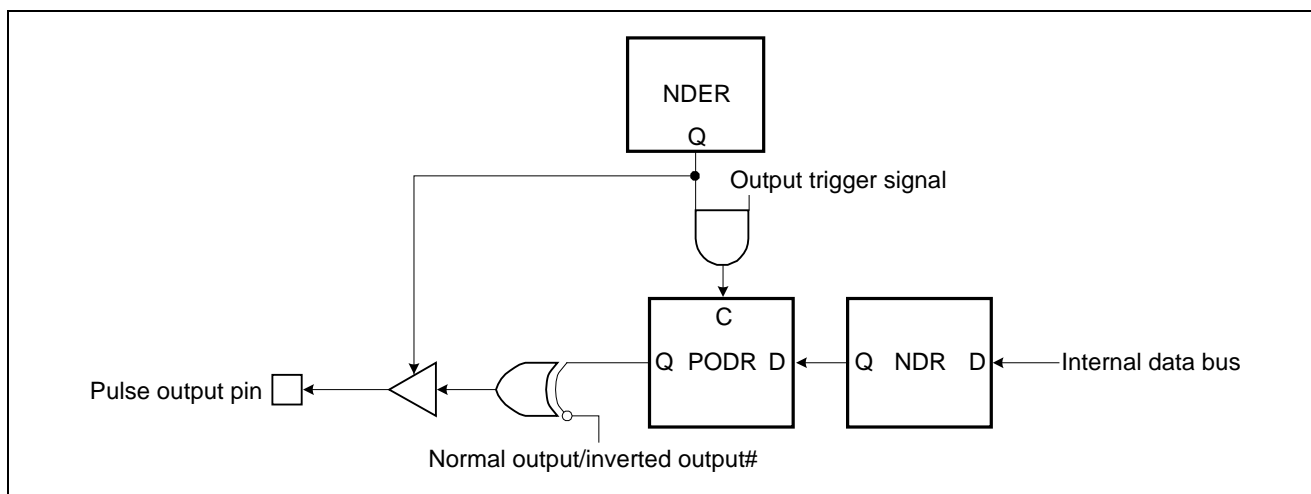 NDER
Q
Output trigger signal
C
Q PODR D
Q NDR D
Internal data bus
Pulse output pin
Normal output/inverted output#